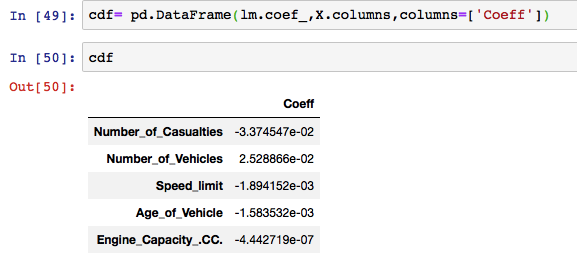 In [49]: cdf= pd.DataFrame(lm.coef_,X.columns,columns=['Coeff'])
In [50]: cdf
Out[50]:
Coeff
Number_of_Casualties -3.374547e-02
Number_of_Vehicles 2.528866e-02
Speed_limit -1.894152e-03
Age_of_Vehicle -1.583532e-03
Engine_Capacity_.CC. -4.442719e-07